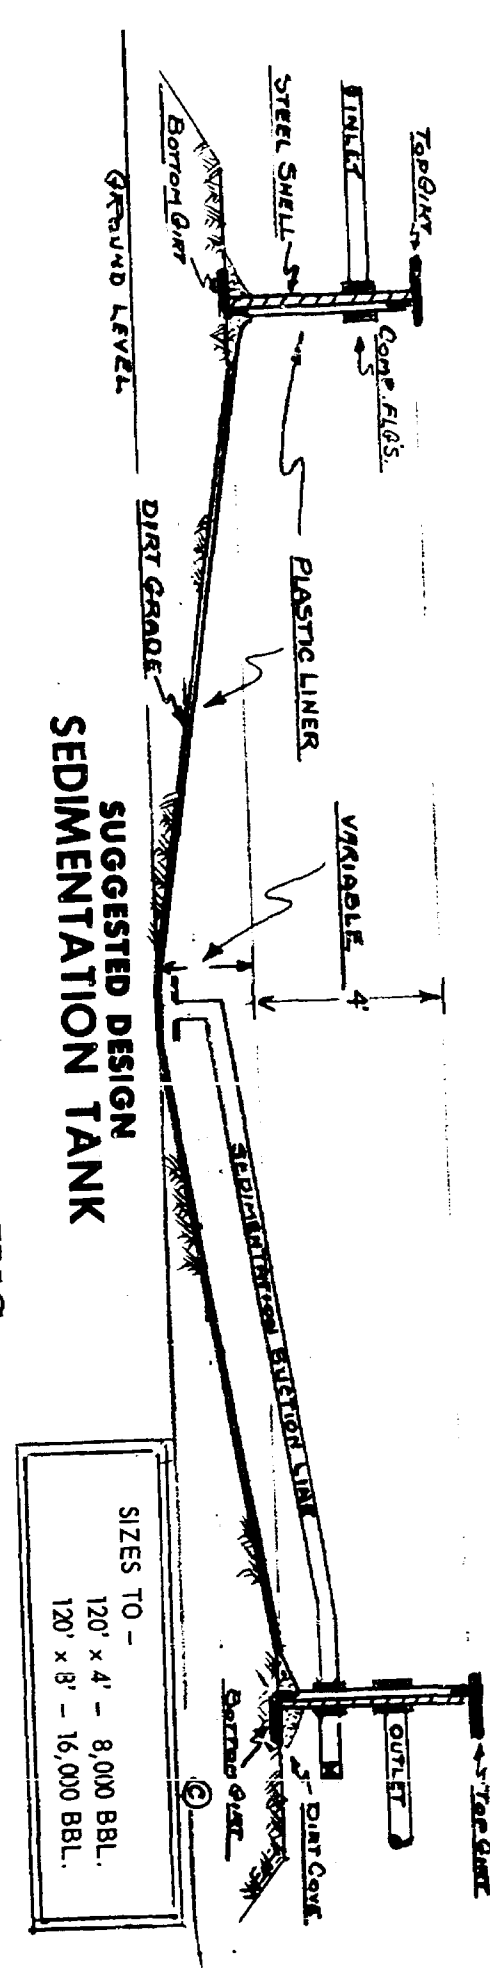 TOP GIRT
INLET
STEEL SHELL
COMP. FLG'S.
BOTTOM GIRT
GROUND LEVEL
PLASTIC LINER
DIRT GRADE
VARIABLE
4'
SEDIMENTATION SUCTION LINE
TOP GIRT
OUTLET
DIRT COVE
BOTTOM GIRT
SUGGESTED DESIGN
SEDIMENTATION TANK
SIZES TO –
120' x 4' – 8,000 BBL.
120' x 8' – 16,000 BBL.
©